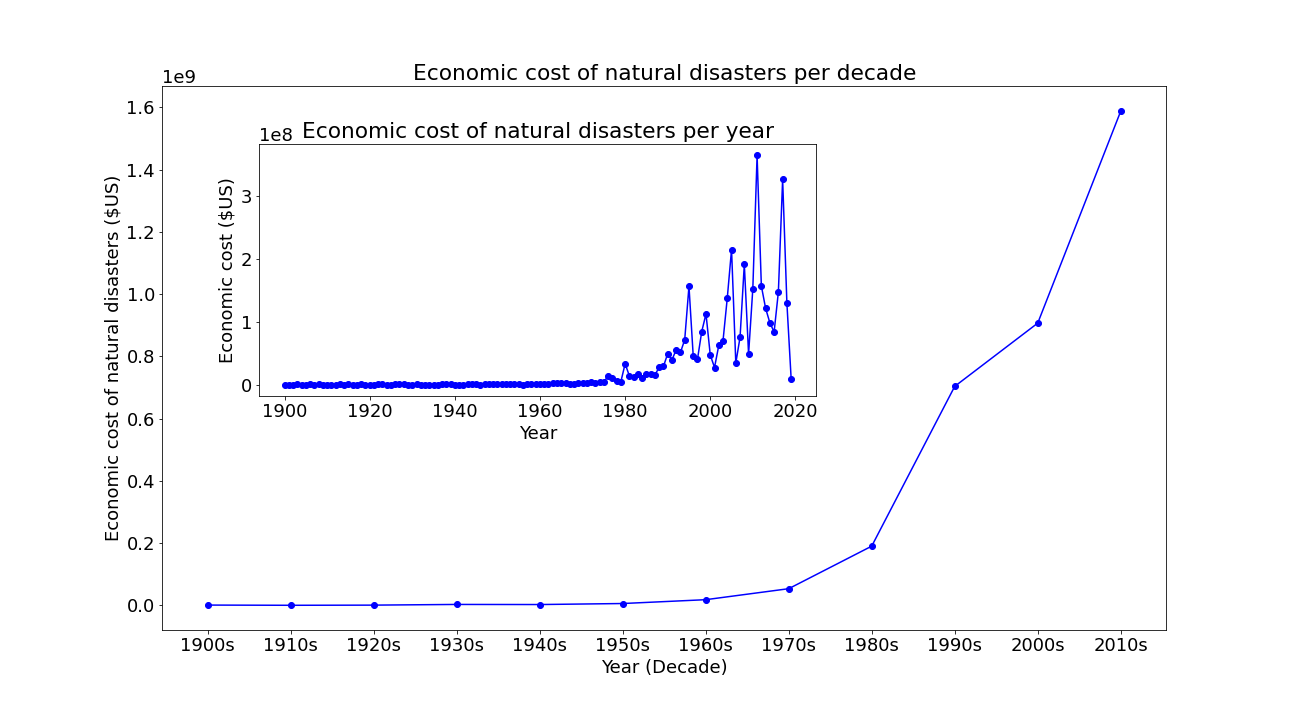 Economic cost of natural disasters per decade
1e9
1.6
1.4
1.2
1.0
0.8
0.6
0.4
0.2
0.0
Economic cost of natural disasters ($US)
1900s 1910s 1920s 1930s 1940s 1950s 1960s 1970s 1980s 1990s 2000s 2010s
Year (Decade)
Economic cost of natural disasters per year
1e8
3
2
1
0
Economic cost ($US)
1900 1920 1940 1960 1980 2000 2020
Year